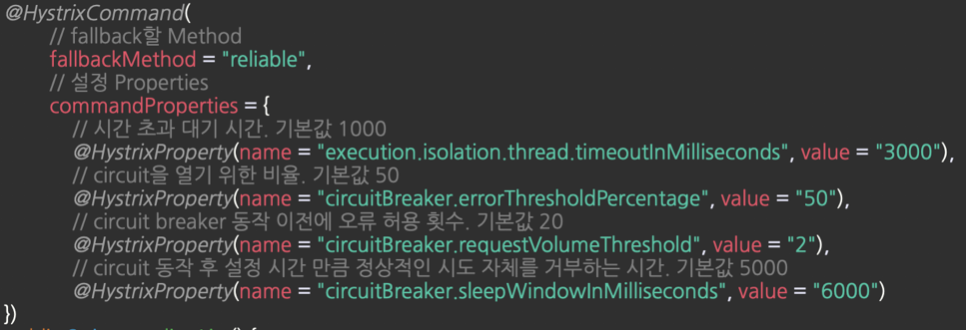 @HystrixCommand(
// fallback할 Method
fallbackMethod = "reliable",
// 설정 Properties
commandProperties = {
// 시간 초과 대기 시간. 기본값 1000
@HystrixProperty(name = "execution.isolation.thread.timeoutInMilliseconds", value = "3000"),
// circuit을 열기 위한 비율. 기본값 50
@HystrixProperty(name = "circuitBreaker.errorThresholdPercentage", value = "50"),
// circuit breaker 동작 이전에 오류 허용 횟수. 기본값 20
@HystrixProperty(name = "circuitBreaker.requestVolumeThreshold", value = "2"),
// circuit 동작 후 설정 시간 만큼 정상적인 시도 자체를 거부하는 시간. 기본값 5000
@HystrixProperty(name = "circuitBreaker.sleepWindowInMilliseconds", value = "6000")
})